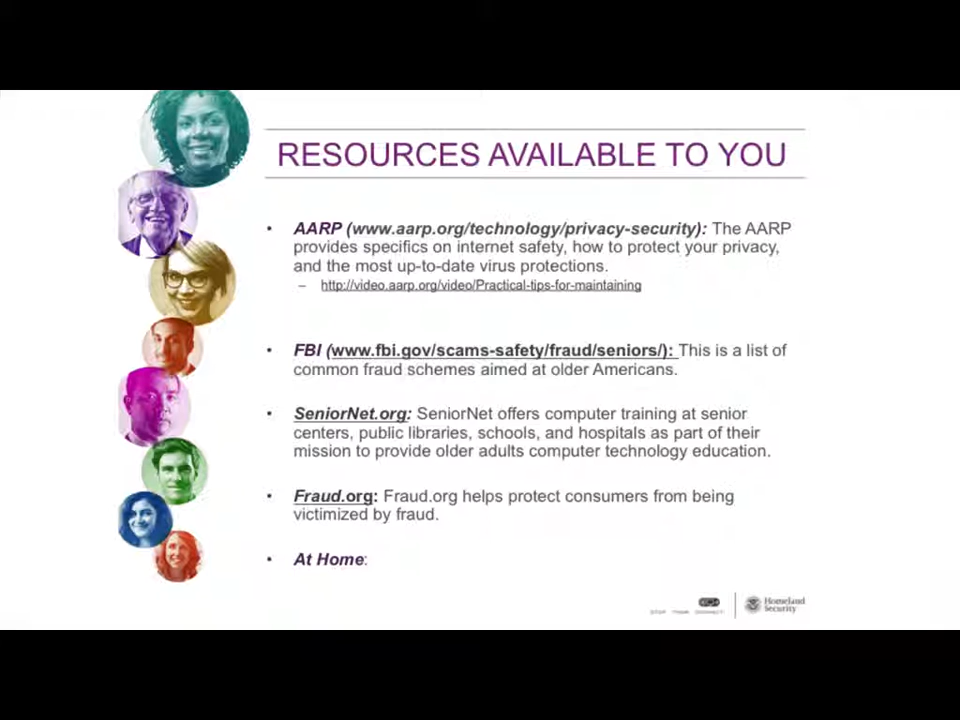 RESOURCES AVAILABLE TO YOU
• AARP (www.aarp.org/technology/privacy-security): The AARP
provides specifics on internet safety, how to protect your privacy,
and the most up-to-date virus protections.
– http://video.aarp.org/video/Practical-tips-for-maintaining
• FBI (www.fbi.gov/scams-safety/fraud/seniors/): This is a list of
common fraud schemes aimed at older Americans.
• SeniorNet.org: SeniorNet offers computer training at senior
centers, public libraries, schools, and hospitals as part of their
mission to provide older adults computer technology education.
• Fraud.org: Fraud.org helps protect consumers from being
victimized by fraud.
• At Home:
Homeland
Security